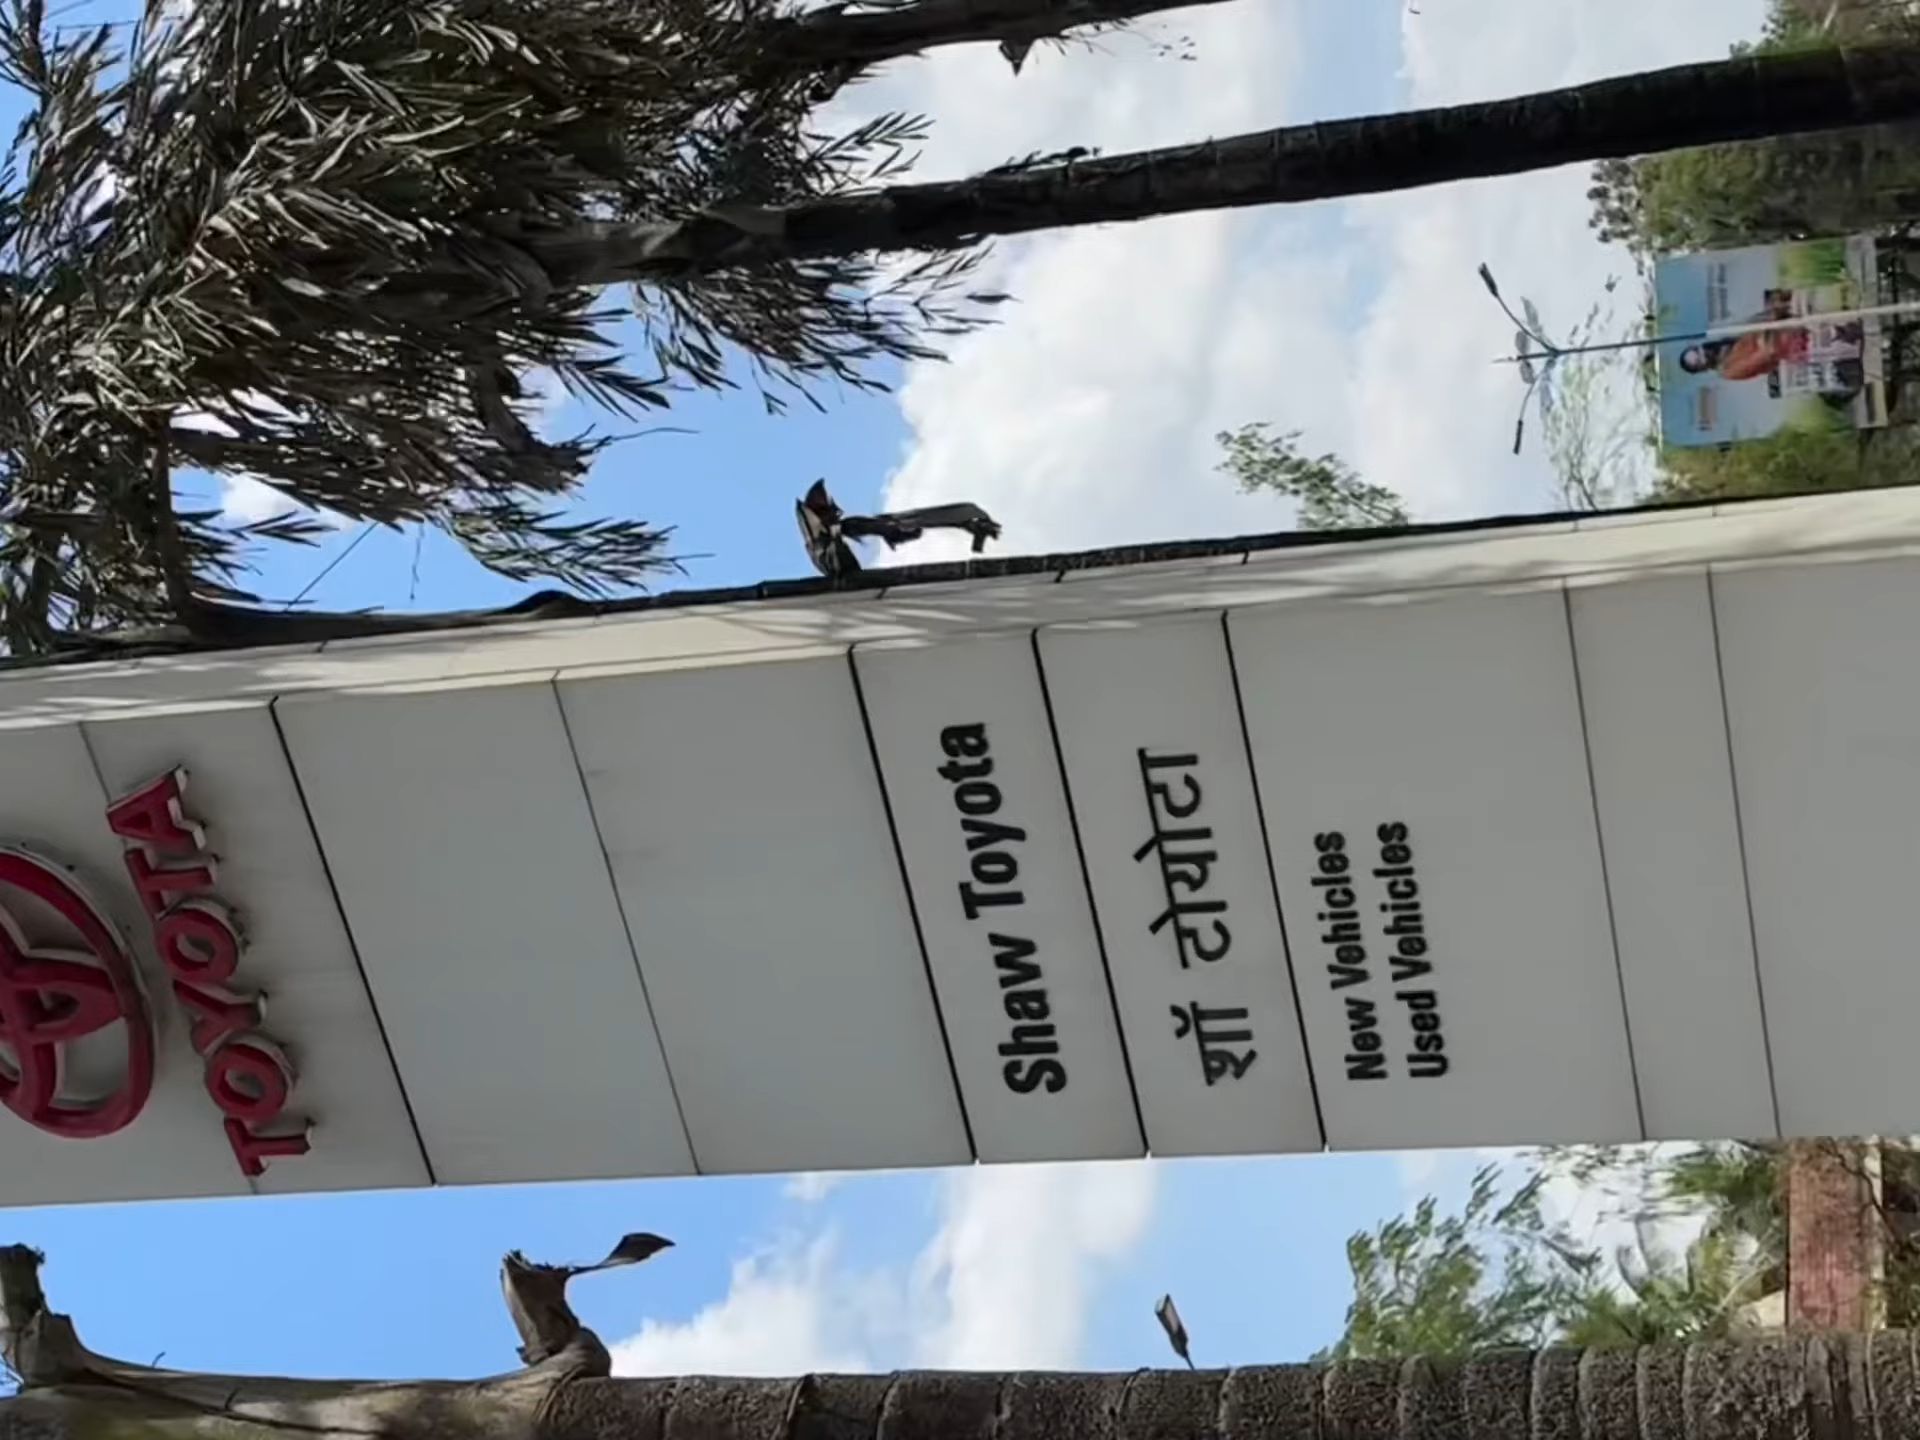 TOYOTA
Shaw Toyota
शॉ टोयोटा
New Vehicles
Used Vehicles